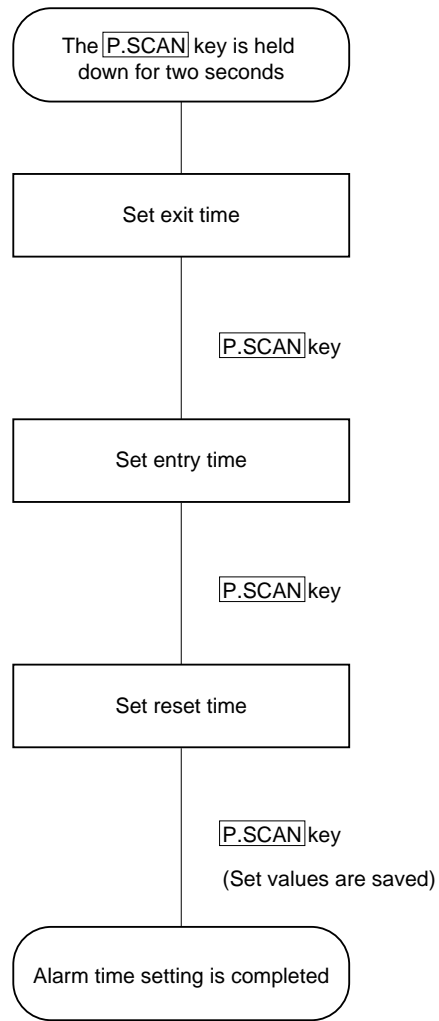 The P.SCAN key is held
down for two seconds
Set exit time
P.SCAN key
Set entry time
P.SCAN key
Set reset time
P.SCAN key
(Set values are saved)
Alarm time setting is completed